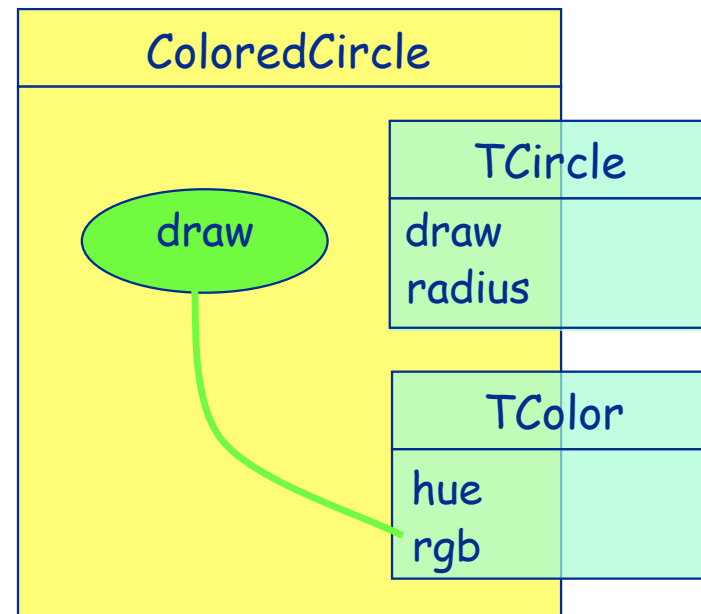 ColoredCircle
draw
TCircle
draw
radius
TColor
hue
rgb